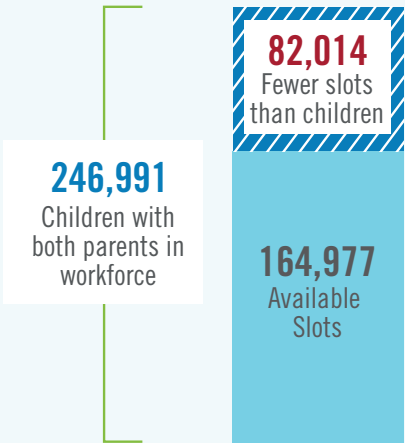 82,014
Fewer slots
than children
246,991
Children with
both parents in
workforce
164,977
Available
Slots